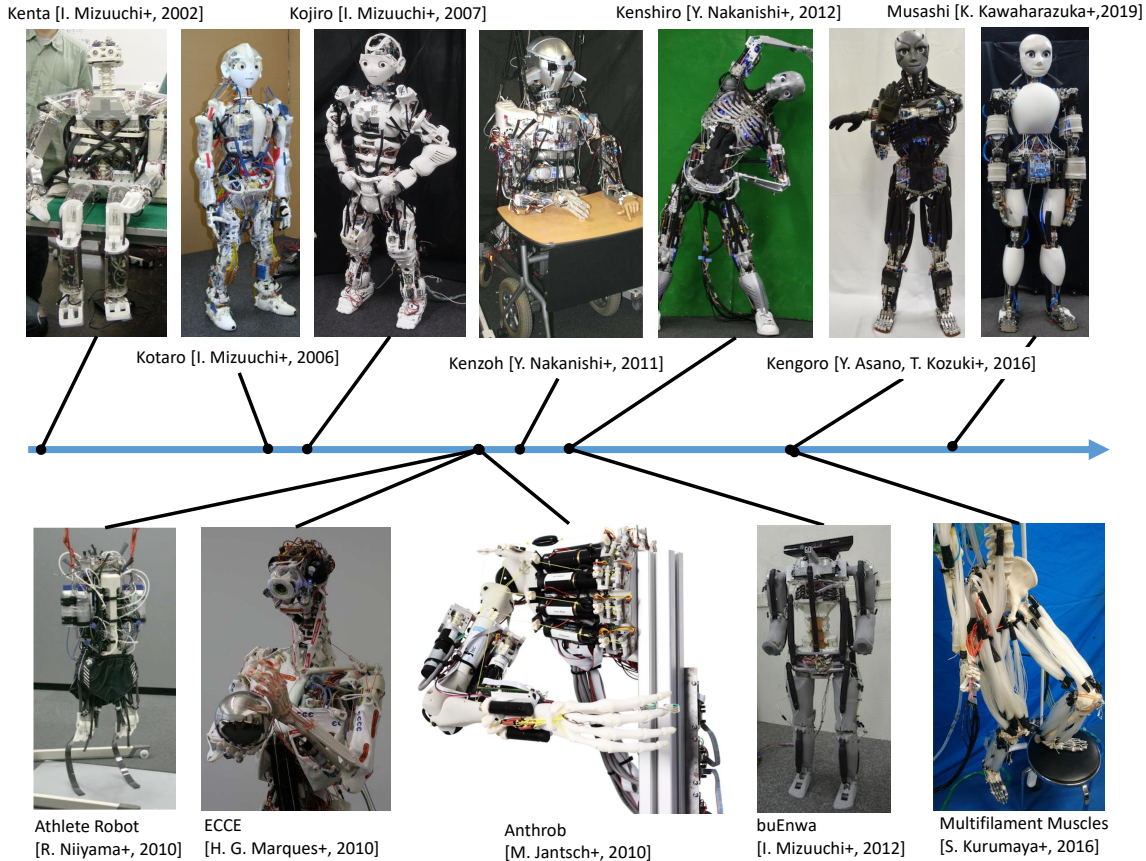 Kenta [I. Mizuuchi+, 2002]
Kojiro [I. Mizuuchi+, 2007]
Kenshiro [Y. Nakanishi+, 2012]
Musashi [K. Kawaharazuka+,2019]
Kotaro [I. Mizuuchi+, 2006]
Kenzoh [Y. Nakanishi+, 2011]
Kengoro [Y. Asano, T. Kozuki+, 2016]
Athlete Robot
[R. Niiyama+, 2010]
ECCE
[H. G. Marques+, 2010]
Anthrob
[M. Jantsch+, 2010]
buEnwa
[I. Mizuuchi+, 2012]
Multifilament Muscles
[S. Kurumaya+, 2016]